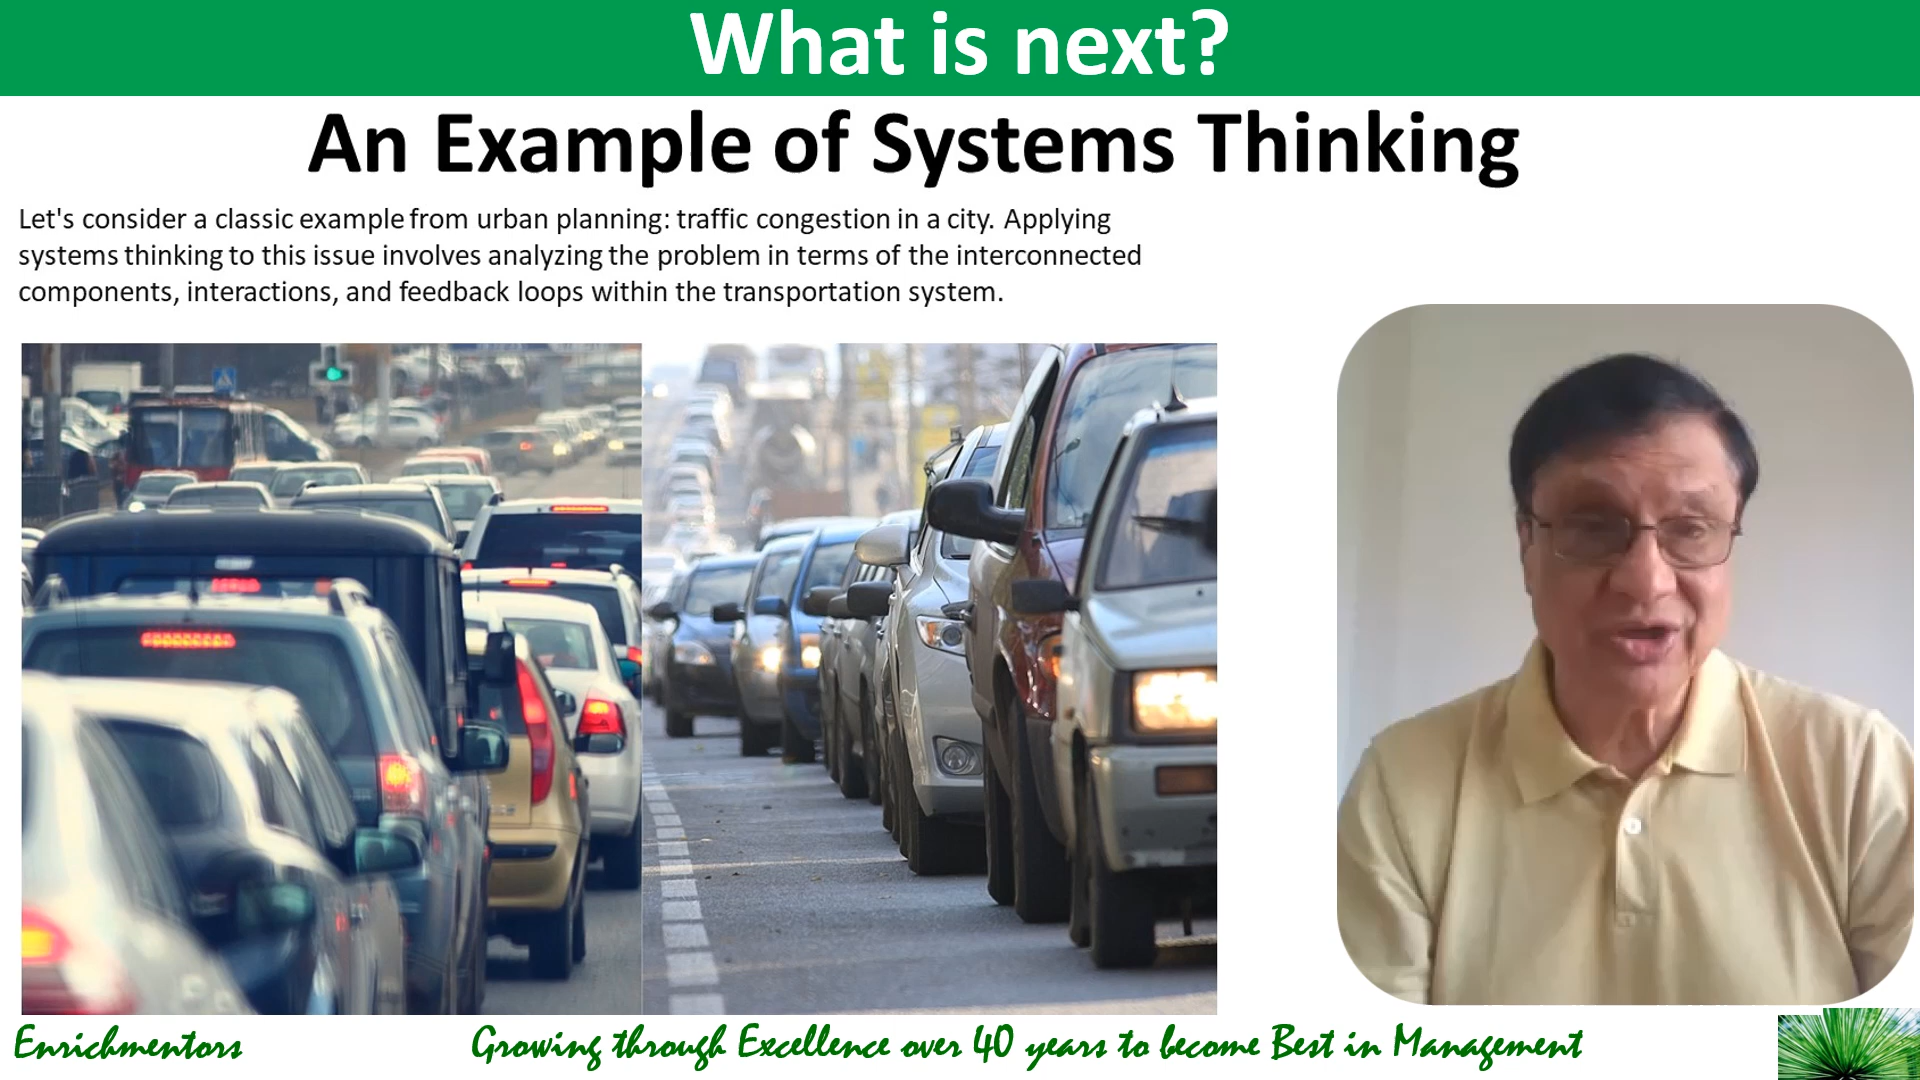 What is next?
An Example of Systems Thinking
Let's consider a classic example from urban planning: traffic congestion in a city. Applying
systems thinking to this issue involves analyzing the problem in terms of the interconnected
components, interactions, and feedback loops within the transportation system.
Enrichmentors
Growing through Excellence over 40 years to become Best in Management